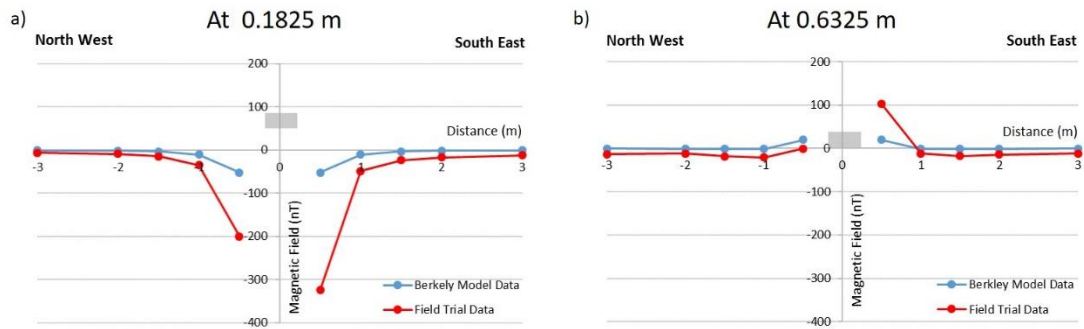 a) At 0.1825 m
North West
South East
200
100
Distance (m)
0
-3
-2
-1
0
1
2
3
-100
-200
-300
-400
Magnetic Field (nT)
Berkely Model Data
Field Trial Data
b) At 0.6325 m
North West
South East
200
100
Distance (m)
0
-3
-2
-1
0
1
2
3
-100
-200
-300
-400
Magnetic Field (nT)
Berkley Model Data
Field Trial Data